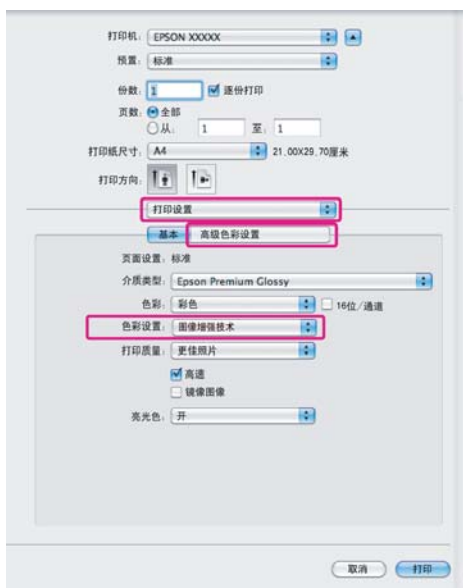 打印机: EPSON XXXXX
预置: 标准
份数: 1 逐份打印
页数: 全部
从: 1 至: 1
打印纸尺寸: A4 21.00X29.70厘米
打印方向:
打印设置
基本 高级色彩设置
页面设置: 标准
介质类型: Epson Premium Glossy
色彩: 彩色 16位/通道
色彩设置: 图像增强技术
打印质量: 更佳照片
高速
镜像图像
亮光色: 开
取消 打印